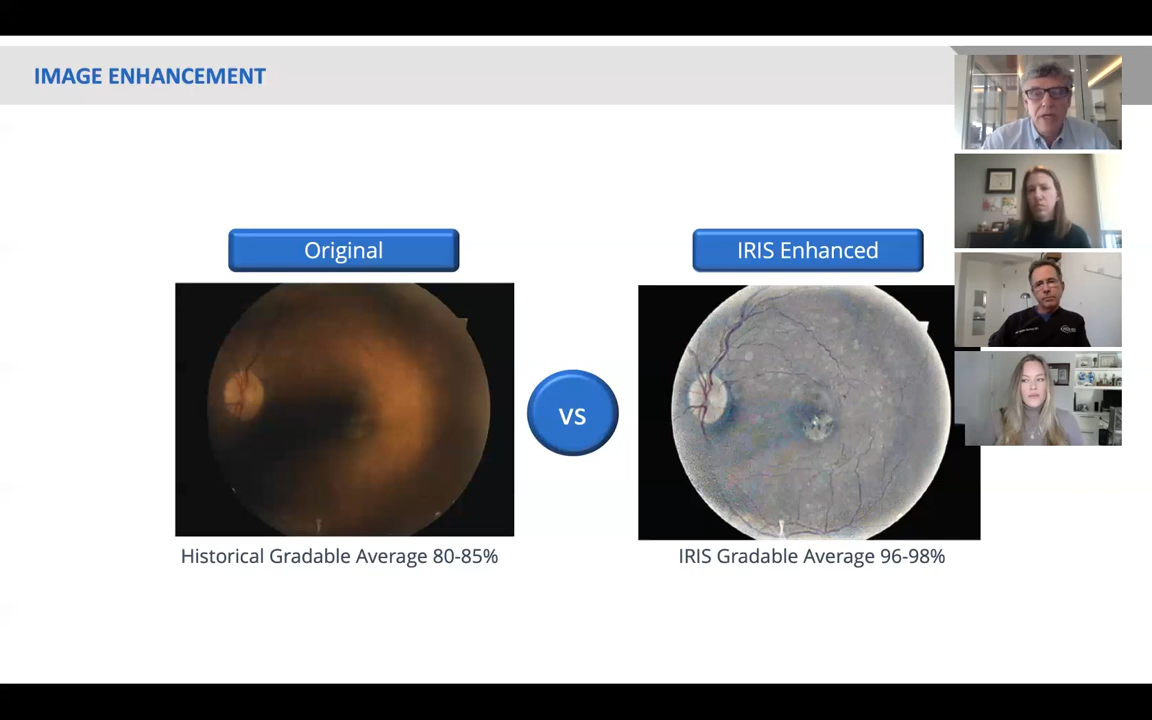 IMAGE ENHANCEMENT
Original
IRIS Enhanced
VS
Historical Gradable Average 80-85%
IRIS Gradable Average 96-98%